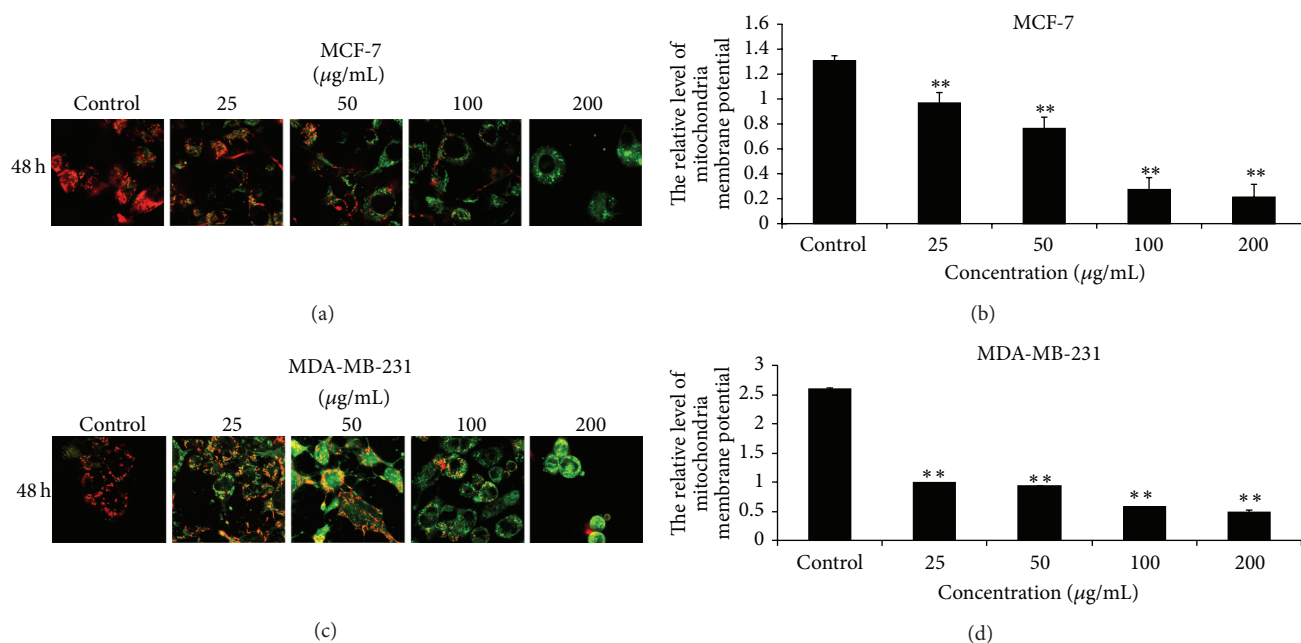 MCF-7
(μg/mL)
Control 25 50 100 200
48 h
(a)
MCF-7
The relative level of
mitochondria
membrane potential
1.6
1.4
1.2
1
0.8
0.6
0.4
0.2
0
** ** ** **
Control 25 50 100 200
Concentration (μg/mL)
(b)
MDA-MB-231
(μg/mL)
Control 25 50 100 200
48 h
(c)
MDA-MB-231
The relative level of
mitochondria
membrane potential
3
2.5
2
1.5
1
0.5
0
** ** ** **
Control 25 50 100 200
Concentration (μg/mL)
(d)